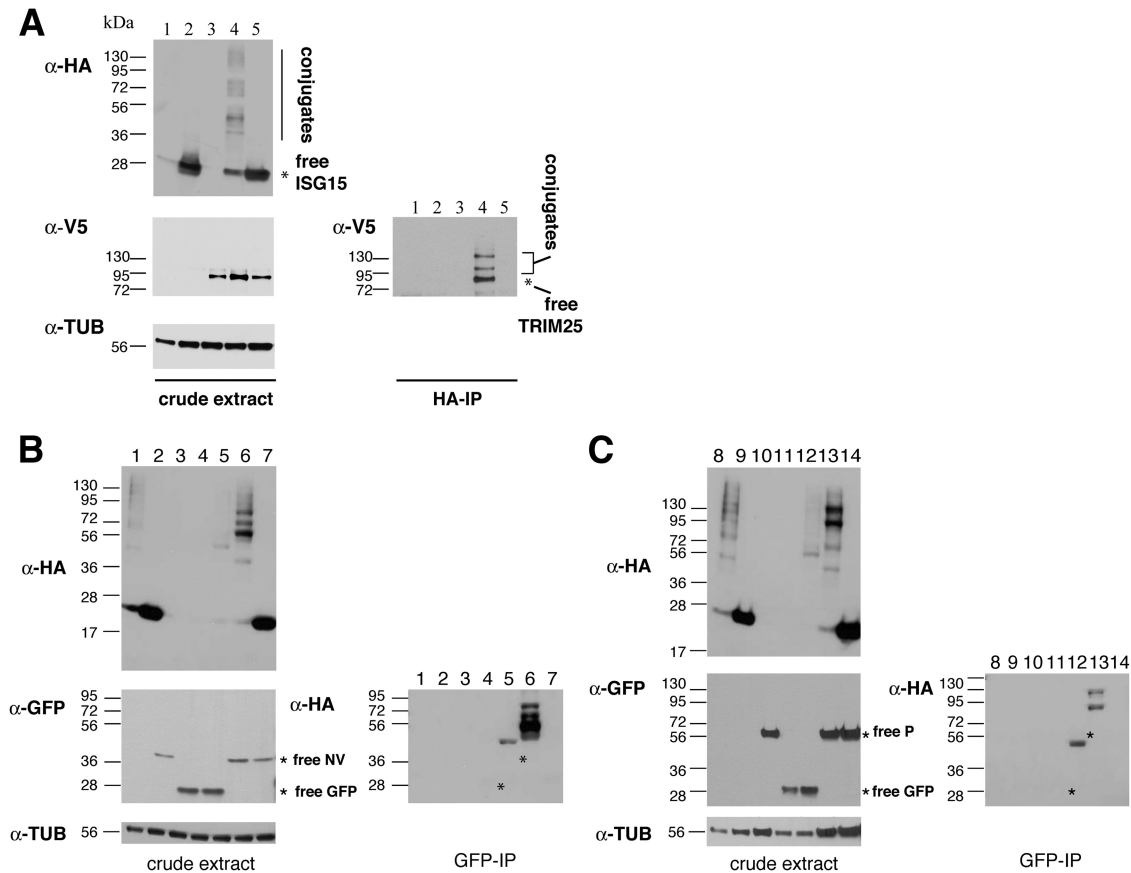 A
kDa
1 2 3 4 5
α-HA
130
95
72
56
36
28
conjugates
* free
ISG15
α-V5
130
95
72
α-TUB
56
crude extract
α-V5
1 2 3 4 5
130
95
72
conjugates
*
free
TRIM25
HA-IP
B
1 2 3 4 5 6 7
α-HA
130
95
72
56
36
28
17
α-GFP
95
72
56
36
28
* free NV
* free GFP
α-TUB
56
crude extract
α-HA
1 2 3 4 5 6 7
95
72
56
36
28
*
*
GFP-IP
C
8 9 10 11 12 13 14
α-HA
130
95
72
56
36
28
17
α-GFP
130
95
72
56
36
28
* free P
* free GFP
α-TUB
56
crude extract
α-HA
8 9 10 11 12 13 14
130
95
72
56
36
28
*
*
GFP-IP